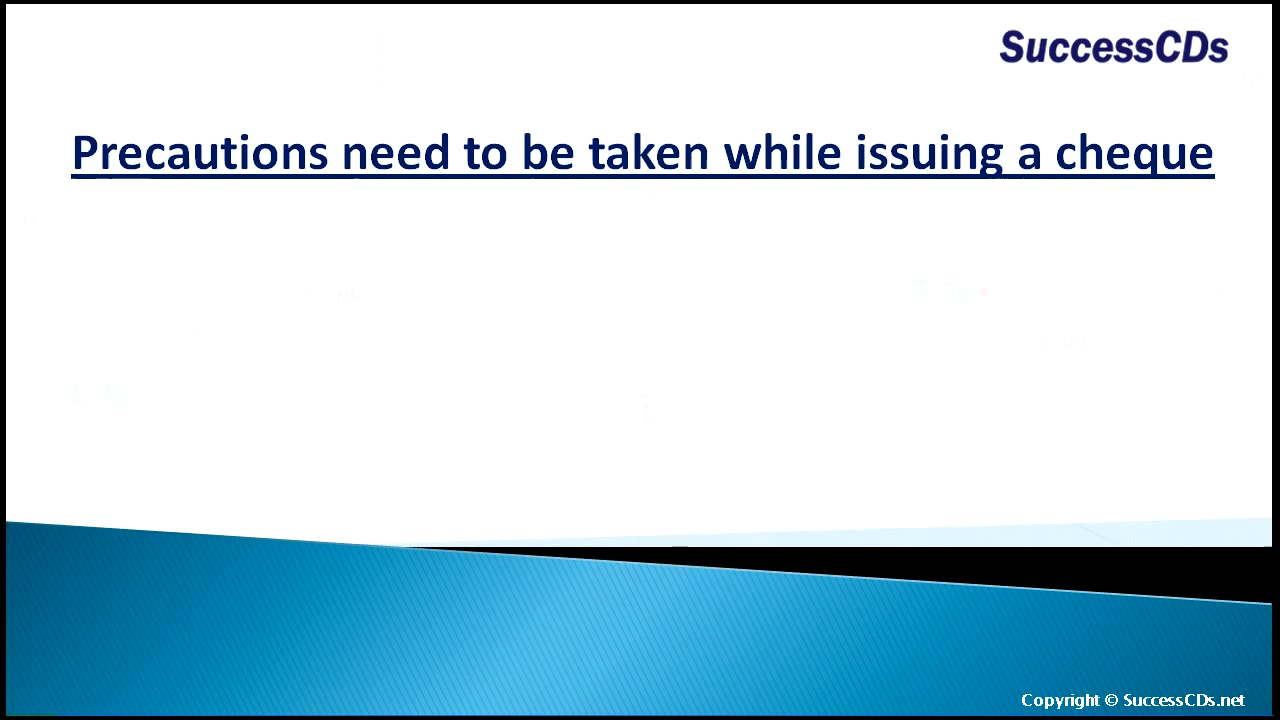 SuccessCDs
Precautions need to be taken while issuing a cheque
Copyright © SuccessCDs.net